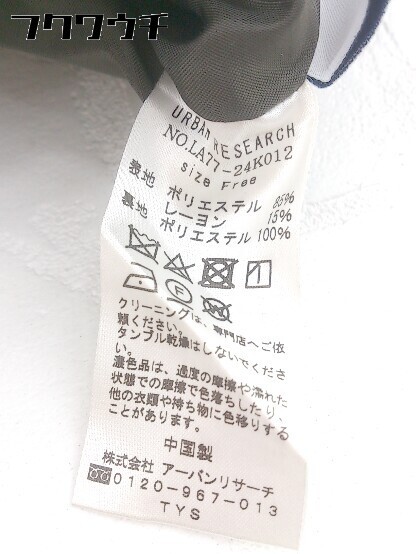 フクウウチ
URBAN RESEARCH
NO.LA77-24K012
size Free
表地 ポリエステル 85%
レーヨン 15%
裏地 ポリエステル 100%
F
クリーニングは、専門店へご依
頼ください。
タンブル乾燥はしないでくださ
い。
濃色品は、過度の摩擦や濡れた
状態での摩擦で色落ちしたり、
他の衣類や持ち物に色移りする
ことがあります。
中国製
株式会社 アーバンリサーチ
0120-967-013
TYS